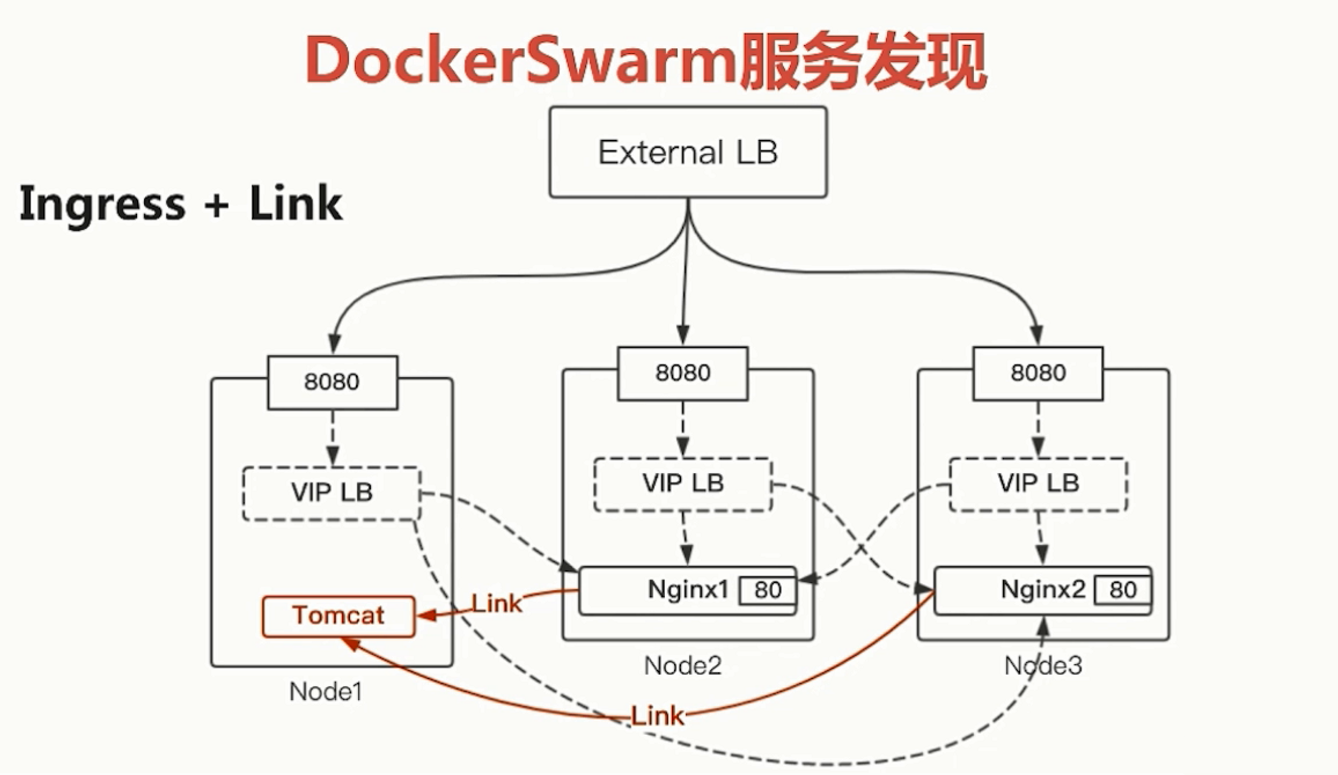 DockerSwarm服务发现
External LB
Ingress + Link
8080
8080
8080
VIP LB
VIP LB
VIP LB
Nginx1 80
Nginx2 80
Link
Tomcat
Node2
Node3
Node1
Link